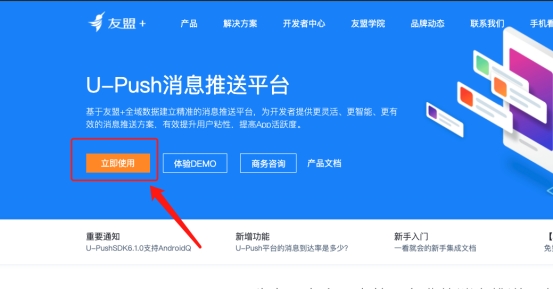 友盟+
产品
解决方案
开发者中心
友盟学院
品牌动态
联系我们
手机看
U-Push消息推送平台
基于友盟+全域数据建立精准的消息推送平台，为开发者提供更灵活、更智能、更有
效的消息推送方案，有效提升用户粘性，提高App活跃度。
立即使用
体验DEMO
商务咨询
产品文档
重要通知
新增功能
新手入门
U-PushSDK6.1.0支持AndroidQ
U-Push平台的消息到达率是多少?
一看就会的新手集成文档